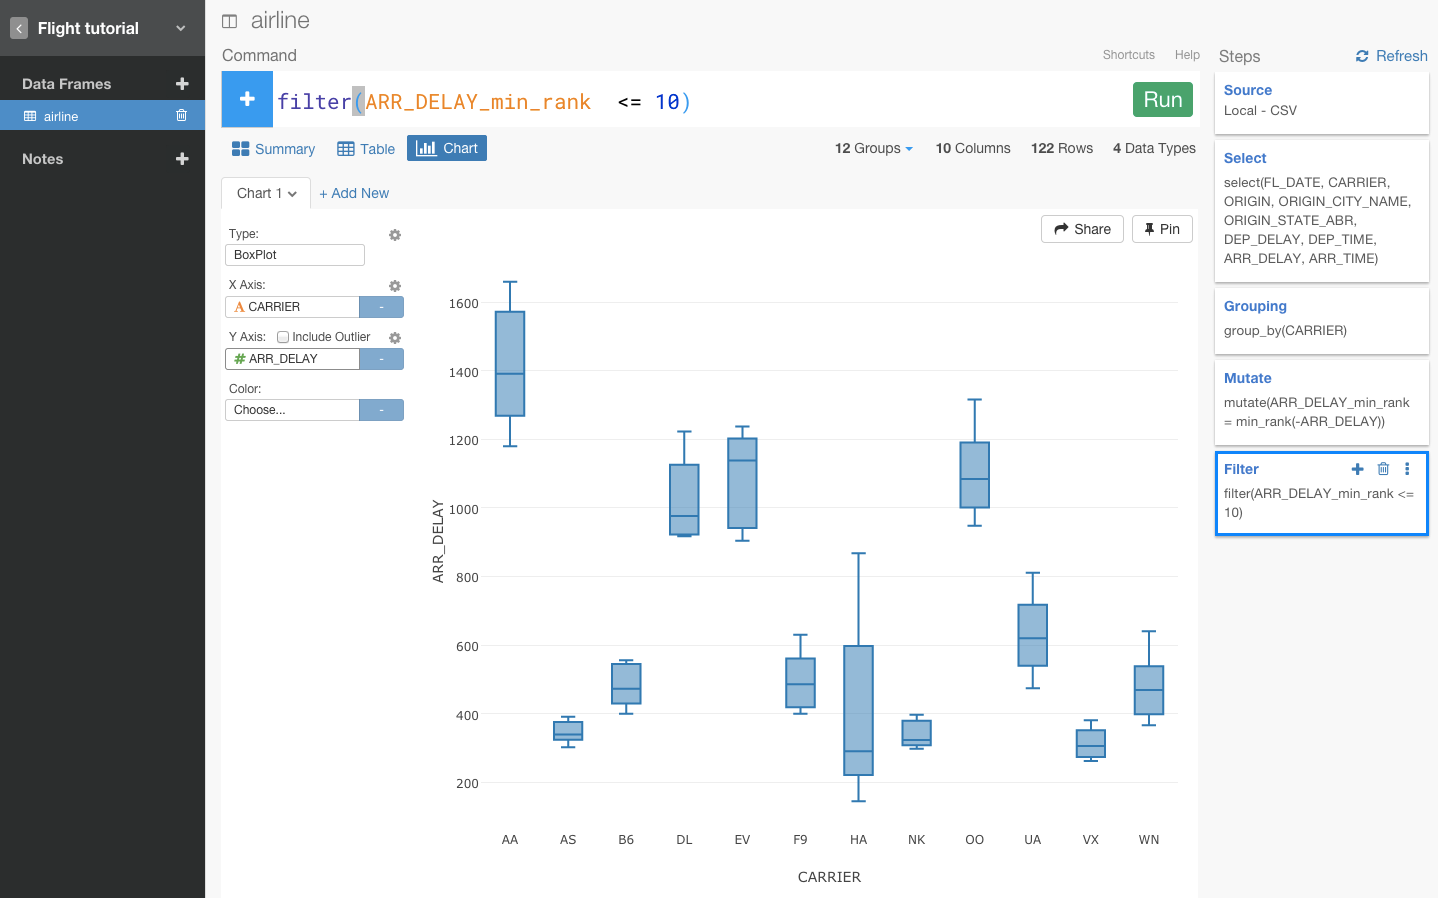 Flight tutorial
Data Frames
airline
Notes
airline
Command
Shortcuts Help
filter(ARR_DELAY_min_rank <= 10)
Run
Summary Table Chart
12 Groups 10 Columns 122 Rows 4 Data Types
Chart 1 + Add New
Share Pin
Type:
BoxPlot
X Axis:
A CARRIER -
Y Axis: Include Outlier
# ARR_DELAY -
Color:
Choose... -
ARR_DELAY
1600
1400
1200
1000
800
600
400
200
AA AS B6 DL EV F9 HA NK OO UA VX WN
CARRIER
Steps Refresh
Source
Local - CSV
Select
select(FL_DATE, CARRIER,
ORIGIN, ORIGIN_CITY_NAME,
ORIGIN_STATE_ABR,
DEP_DELAY, DEP_TIME,
ARR_DELAY, ARR_TIME)
Grouping
group_by(CARRIER)
Mutate
mutate(ARR_DELAY_min_rank
= min_rank(-ARR_DELAY))
Filter
filter(ARR_DELAY_min_rank <=
10)